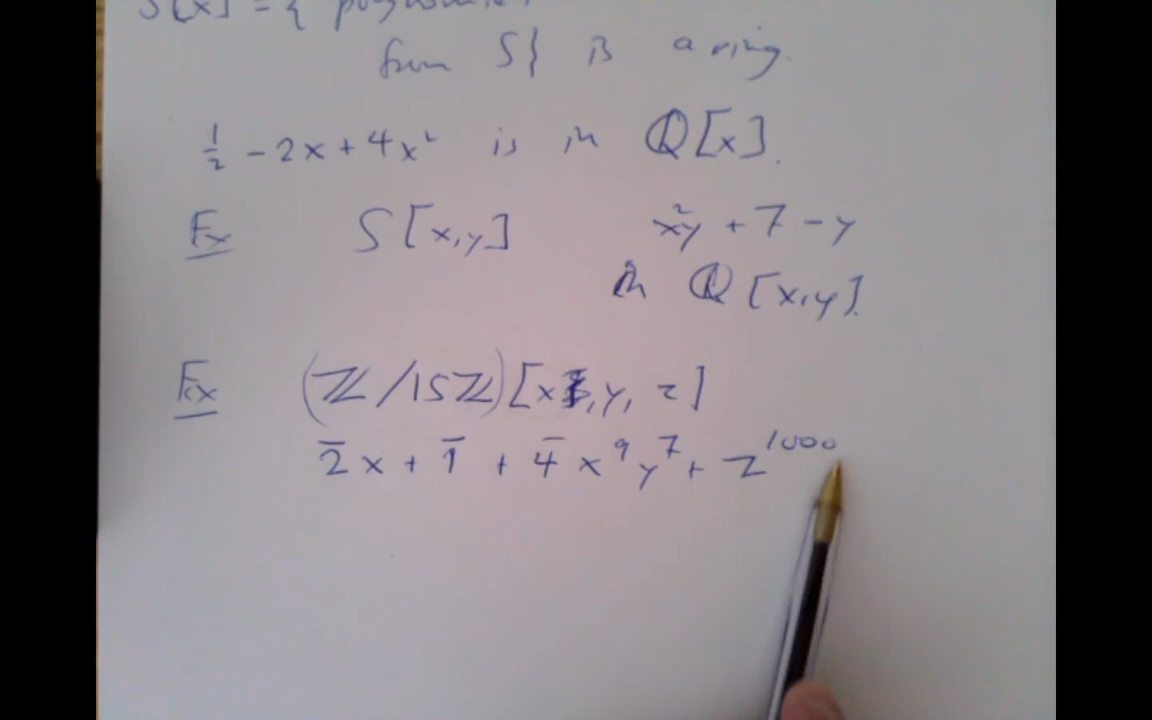 S[x] = {
from S} is a ring.
½ - 2x + 4x² is in ℚ[x].
Ex S[x,y] x²y + 7 - y
in ℚ[x,y].
Ex (ℤ/15ℤ)[x,y, z]
2̄x + 1̄ + 4̄x⁹y⁷ + z¹⁰⁰⁰